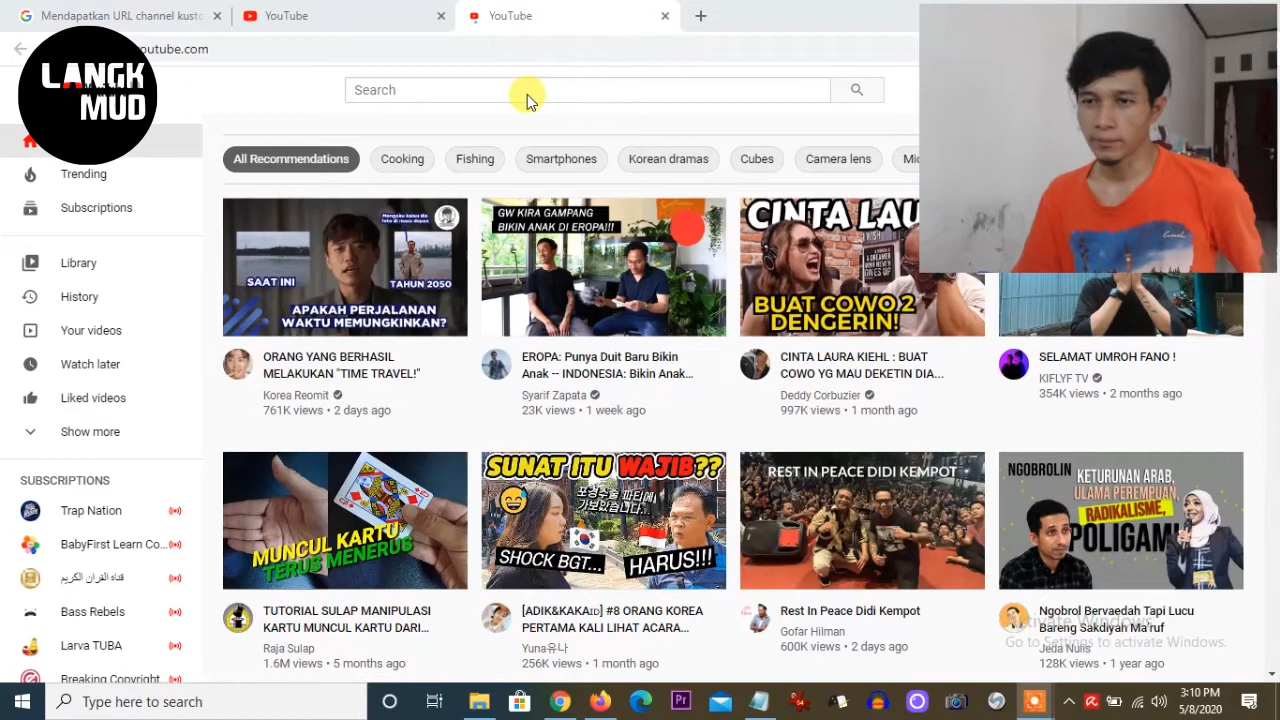 Mendapatkan URL channel kusto
YouTube
YouTube
outube.com
LANGK
MUD
Search
Trending
Subscriptions
Library
History
Your videos
Watch later
Liked videos
Show more
SUBSCRIPTIONS
Trap Nation
BabyFirst Learn Co...
قناة القرآن الكريم
Bass Rebels
Larva TUBA
Breaking Copyright
All Recommendations
Cooking
Fishing
Smartphones
Korean dramas
Cubes
Camera lens
SAAT INI
TAHUN 2050
APAKAH PERJALANAN
WAKTU MEMUNGKINKAN?
ORANG YANG BERHASIL
MELAKUKAN "TIME TRAVEL!"
Korea Reomit
761K views • 2 days ago
GW KIRA GAMPANG
BIKIN ANAK DI EROPA!!!
EROPA: Punya Duit Baru Bikin
Anak -- INDONESIA: Bikin Anak...
Syarif Zapata
23K views • 1 week ago
CINTA LAU
BUAT COWO 2
DENGERIN!
CINTA LAURA KIEHL : BUAT
COWO YG MAU DEKETIN DIA...
Deddy Corbuzier
997K views • 1 month ago
SELAMAT UMROH FANO !
KIFLYF TV
354K views • 2 months ago
MUNCUL KARTU
TERUS MENERUS
TUTORIAL SULAP MANIPULASI
KARTU MUNCUL KARTU DARI...
Raja Sulap
1.6M views • 5 months ago
SUNAT ITU WAJIB??
SHOCK BGT...
HARUS!!!
[ADIK&KAKAID] #8 ORANG KOREA
PERTAMA KALI LIHAT ACARA...
Yuna유나
256K views • 1 month ago
REST IN PEACE DIDI KEMPOT
Rest In Peace Didi Kempot
Gofar Hilman
600K views • 2 days ago
NGOBROLIN
KETURUNAN ARAB,
ULAMA PEREMPUAN,
RADIKALISME,
POLIGAMI
Ngobrol Bervaedah Tapi Lucu
Bareng Sakdiyah Ma'ruf
Jeda Nulis
128K views • 1 year ago
Activate Windows
Go to Settings to activate Windows.
Type here to search
Pr
3:10 PM
5/8/2020